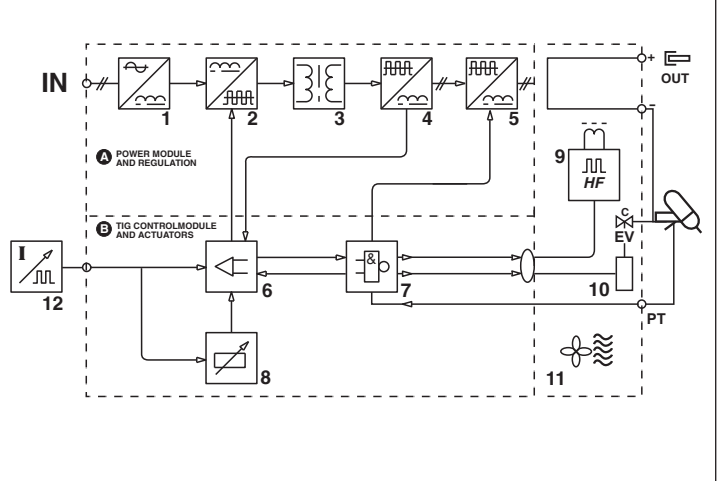 IN
+
OUT
-
1
2
3
4
5
A POWER MODULE
AND REGULATION
9
HF
B TIG CONTROLMODULE
AND ACTUATORS
C
EV
I
12
6
&
7
10
PT
8
11